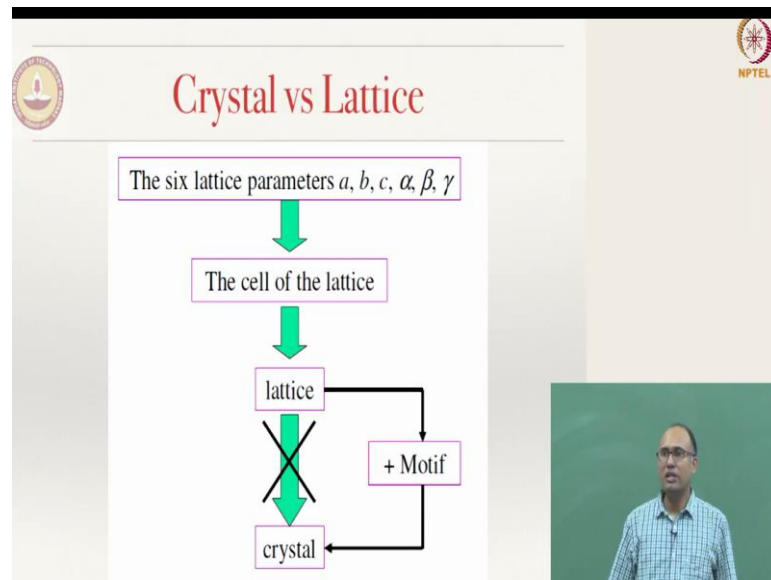 NPTEL
Crystal vs Lattice
The six lattice parameters a, b, c, α, β, γ
The cell of the lattice
lattice
+ Motif
crystal